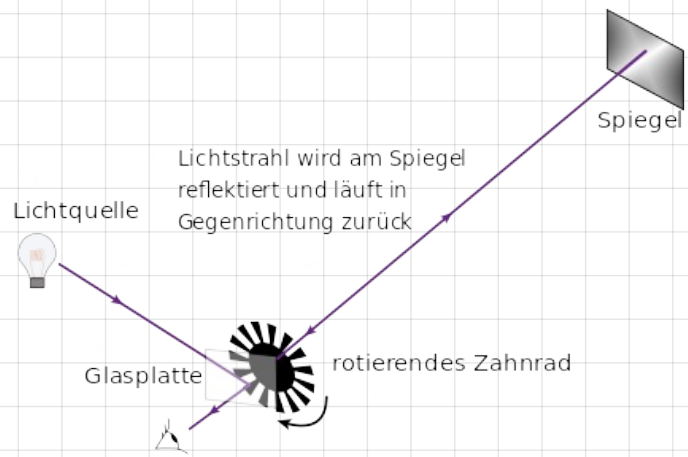 Spiegel
Lichtstrahl wird am Spiegel
reflektiert und läuft in
Gegenrichtung zurück
Lichtquelle
Glasplatte
rotierendes Zahnrad